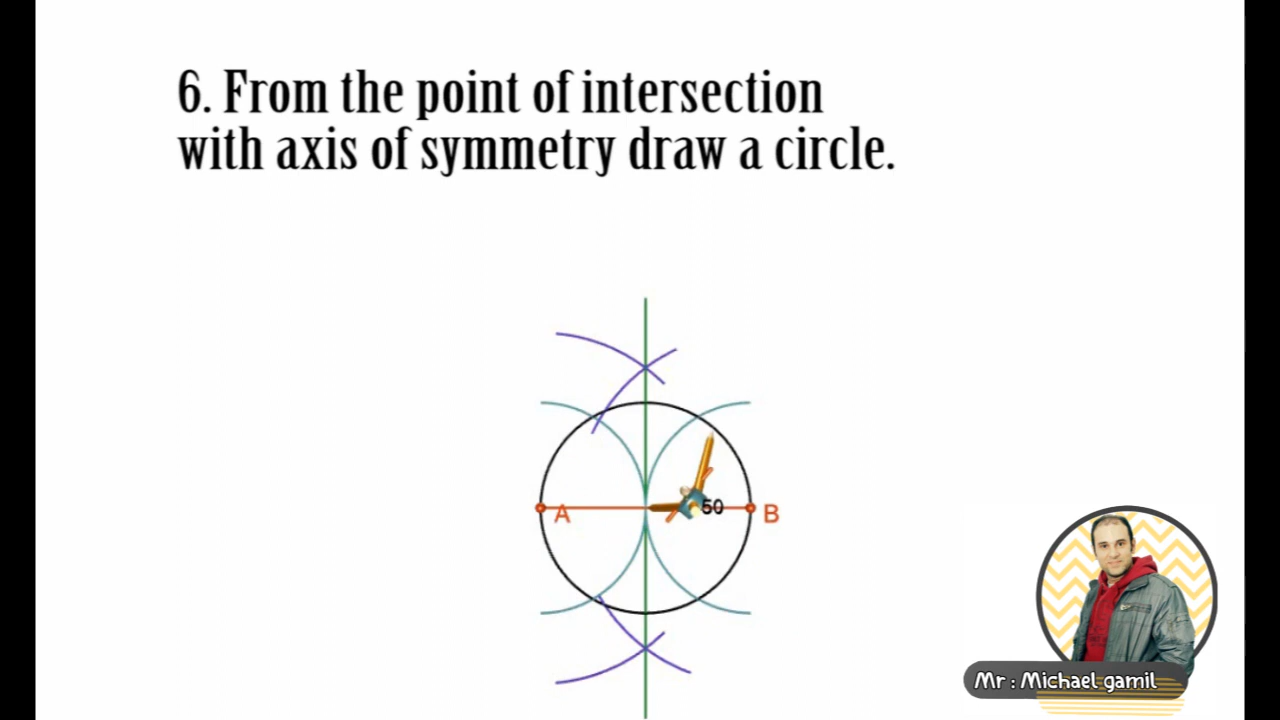 6. From the point of intersection
with axis of symmetry draw a circle.
A
50
B
Mr : Michael gamil